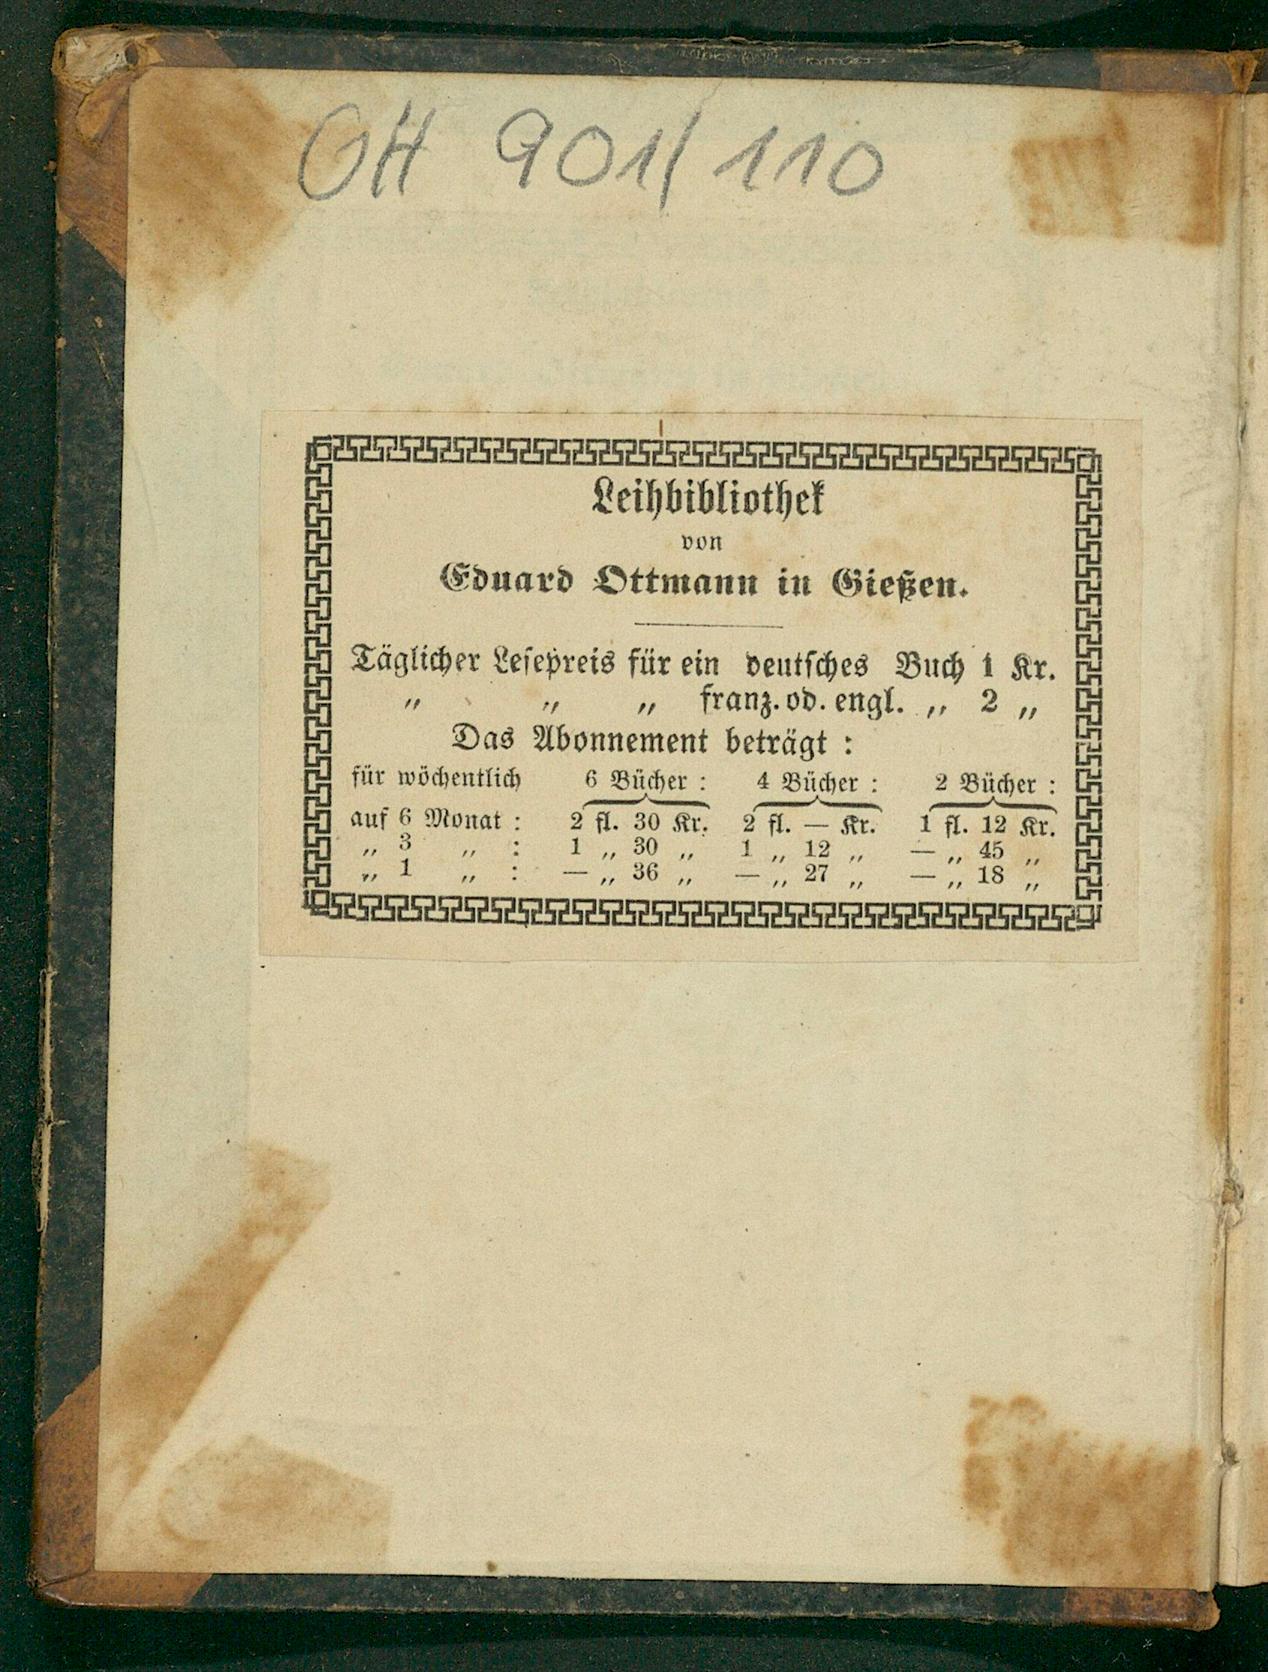 GH 901/110
Leihbibliothek
von
Eduard Ottmann in Gießen.
Täglicher Lesepreis für ein deutsches Buch 1 Kr.
„ „ „ franz. od. engl. „ 2 „
Das Abonnement beträgt :
für wöchentlich 6 Bücher : 4 Bücher : 2 Bücher :
auf 6 Monat : 2 fl. 30 Kr. 2 fl. — Kr. 1 fl. 12 Kr.
„ 3 „ : 1 „ 30 „ 1 „ 12 „ — „ 45 „
„ 1 „ : — „ 36 „ — „ 27 „ — „ 18 „